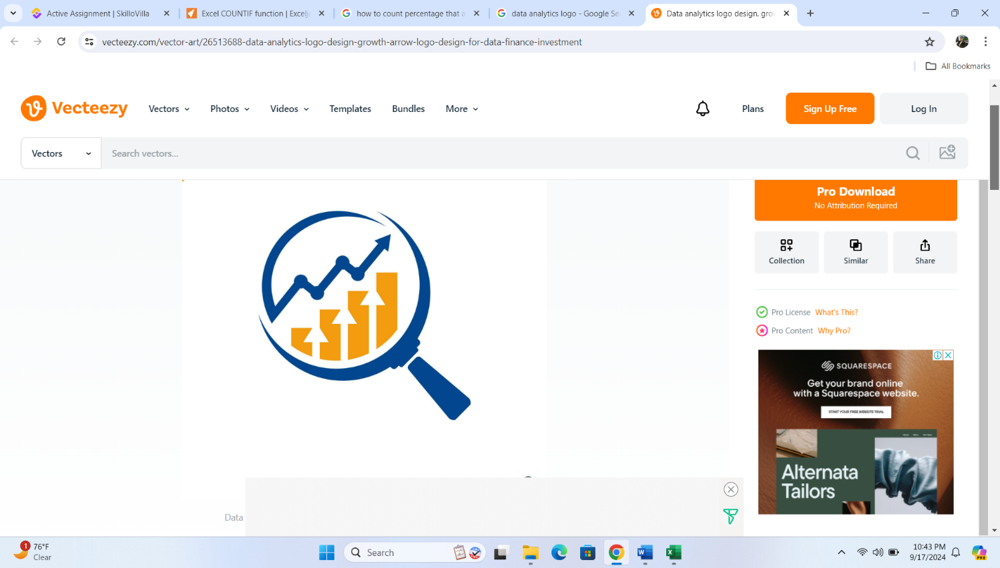 Active Assignment | SkilloVilla
Excel COUNTIF function | Excelj
how to count percentage that a
data analytics logo - Google Se
Data analytics logo design, grow
vecteezy.com/vector-art/26513688-data-analytics-logo-design-growth-arrow-logo-design-for-data-finance-investment
All Bookmarks
Vecteezy
Vectors
Photos
Videos
Templates
Bundles
More
Plans
Sign Up Free
Log In
Vectors
Search vectors...
Pro Download
No Attribution Required
Collection
Similar
Share
Pro License What's This?
Pro Content Why Pro?
SQUARESPACE
Get your brand online
with a Squarespace website.
START YOUR FREE WEBSITE TRIAL
Alternata
Tailors
Data
1
76°F
Clear
Search
10:43 PM
9/17/2024
PRE